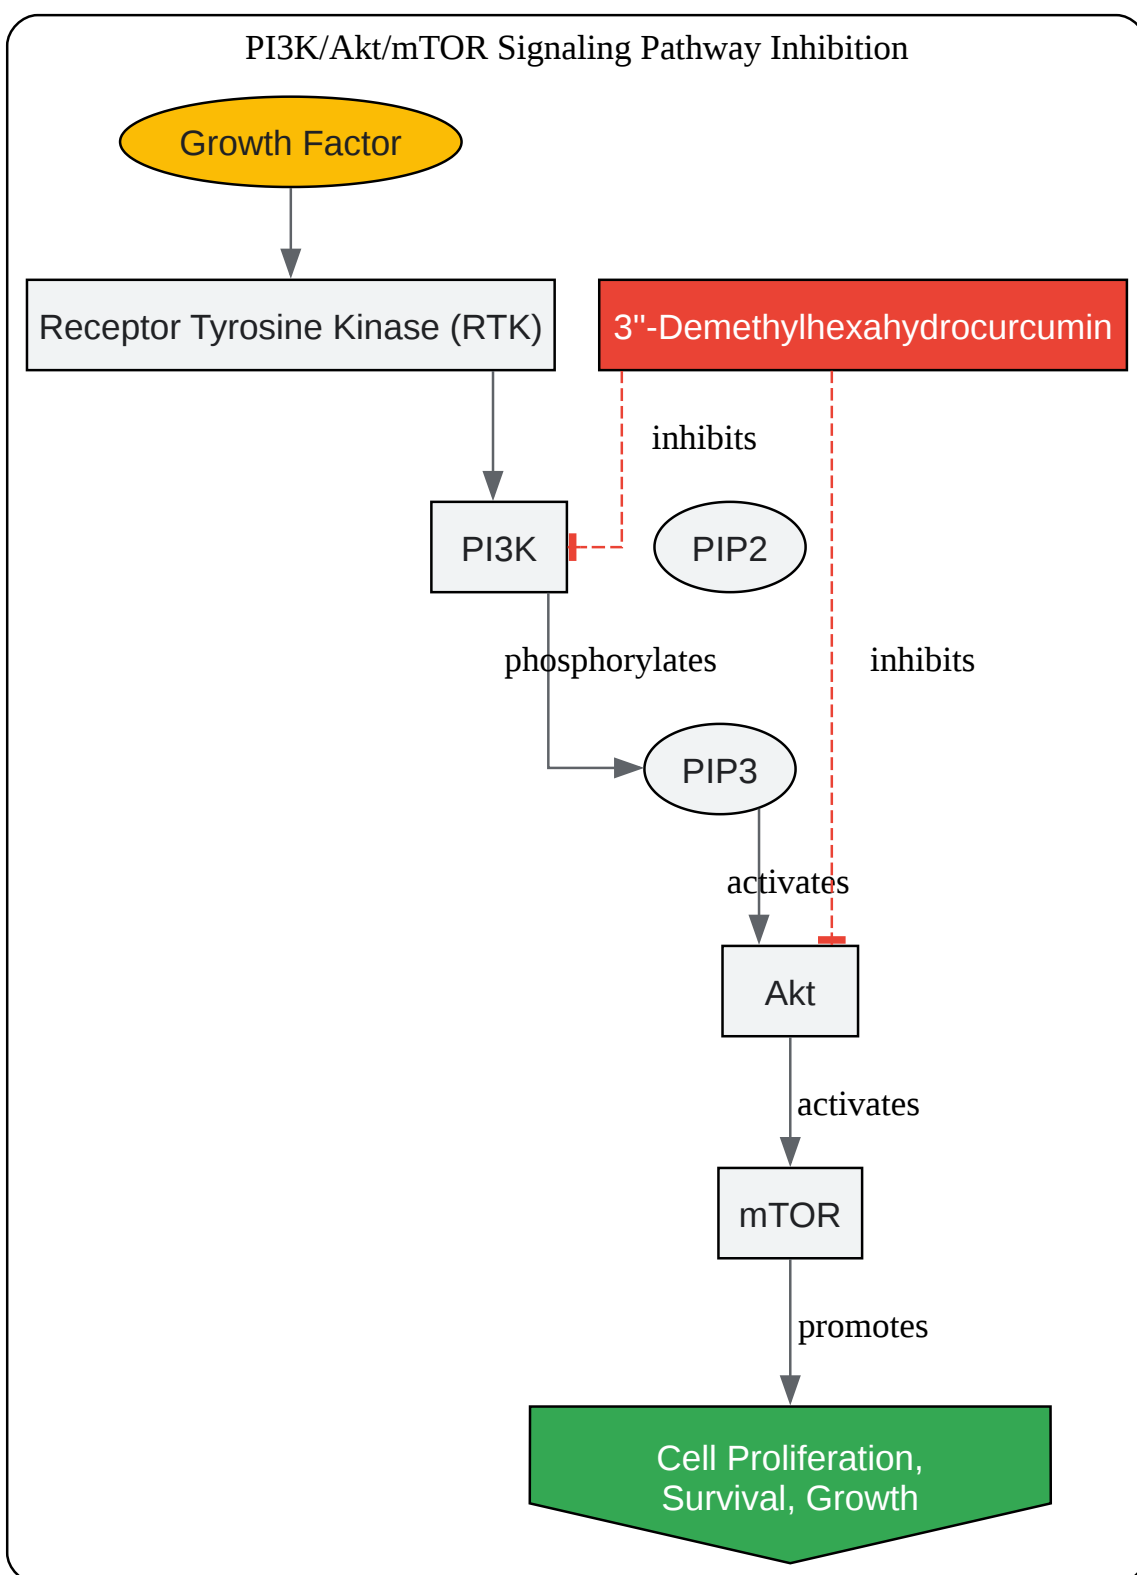 PI3K/Akt/mTOR Signaling Pathway Inhibition
Growth Factor
Receptor Tyrosine Kinase (RTK)
3''-Demethylhexahydrocurcumin
inhibits
PI3K
PIP2
phosphorylates
inhibits
PIP3
activates
Akt
activates
mTOR
promotes
Cell Proliferation,
Survival, Growth